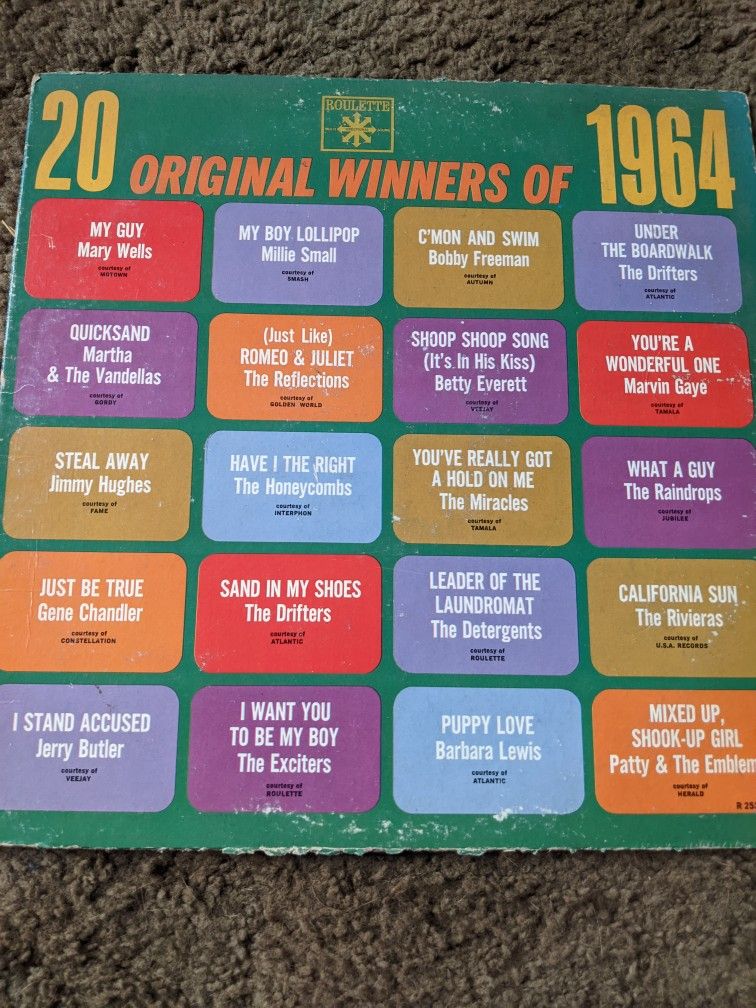 20
ROULETTE
1964
ORIGINAL WINNERS OF
MY GUY
Mary Wells
courtesy of
MOTOWN
MY BOY LOLLIPOP
Millie Small
courtesy of
SMASH
C'MON AND SWIM
Bobby Freeman
courtesy of
AUTUMN
UNDER
THE BOARDWALK
The Drifters
courtesy of
ATLANTIC
QUICKSAND
Martha
& The Vandellas
courtesy of
GORDY
(Just Like)
ROMEO & JULIET
The Reflections
courtesy of
GOLDEN WORLD
SHOOP SHOOP SONG
(It's In His Kiss)
Betty Everett
courtesy of
VEEJAY
YOU'RE A
WONDERFUL ONE
Marvin Gaye
courtesy of
TAMALA
STEAL AWAY
Jimmy Hughes
courtesy of
FAME
HAVE I THE RIGHT
The Honeycombs
courtesy of
INTERPHON
YOU'VE REALLY GOT
A HOLD ON ME
The Miracles
courtesy of
TAMALA
WHAT A GUY
The Raindrops
courtesy of
JUBILEE
JUST BE TRUE
Gene Chandler
courtesy of
CONSTELLATION
SAND IN MY SHOES
The Drifters
courtesy of
ATLANTIC
LEADER OF THE
LAUNDROMAT
The Detergents
courtesy of
ROULETTE
CALIFORNIA SUN
The Rivieras
courtesy of
U.S.A. RECORDS
I STAND ACCUSED
Jerry Butler
courtesy of
VEEJAY
I WANT YOU
TO BE MY BOY
The Exciters
courtesy of
ROULETTE
PUPPY LOVE
Barbara Lewis
courtesy of
ATLANTIC
MIXED UP,
SHOOK-UP GIRL
Patty & The Emblem
courtesy of
HERALD